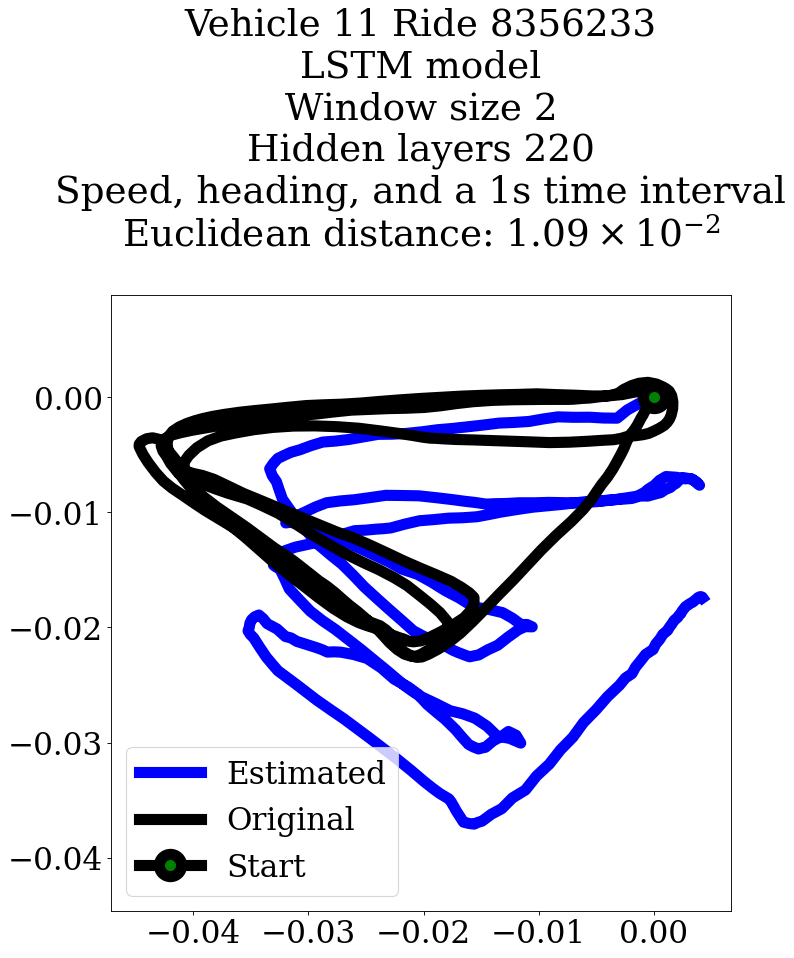 Vehicle 11 Ride 8356233
LSTM model
Window size 2
Hidden layers 220
Speed, heading, and a 1s time interval
Euclidean distance: 1.09 × 10⁻²
0.00
−0.01
−0.02
−0.03
−0.04
Estimated
Original
Start
−0.04 −0.03 −0.02 −0.01 0.00